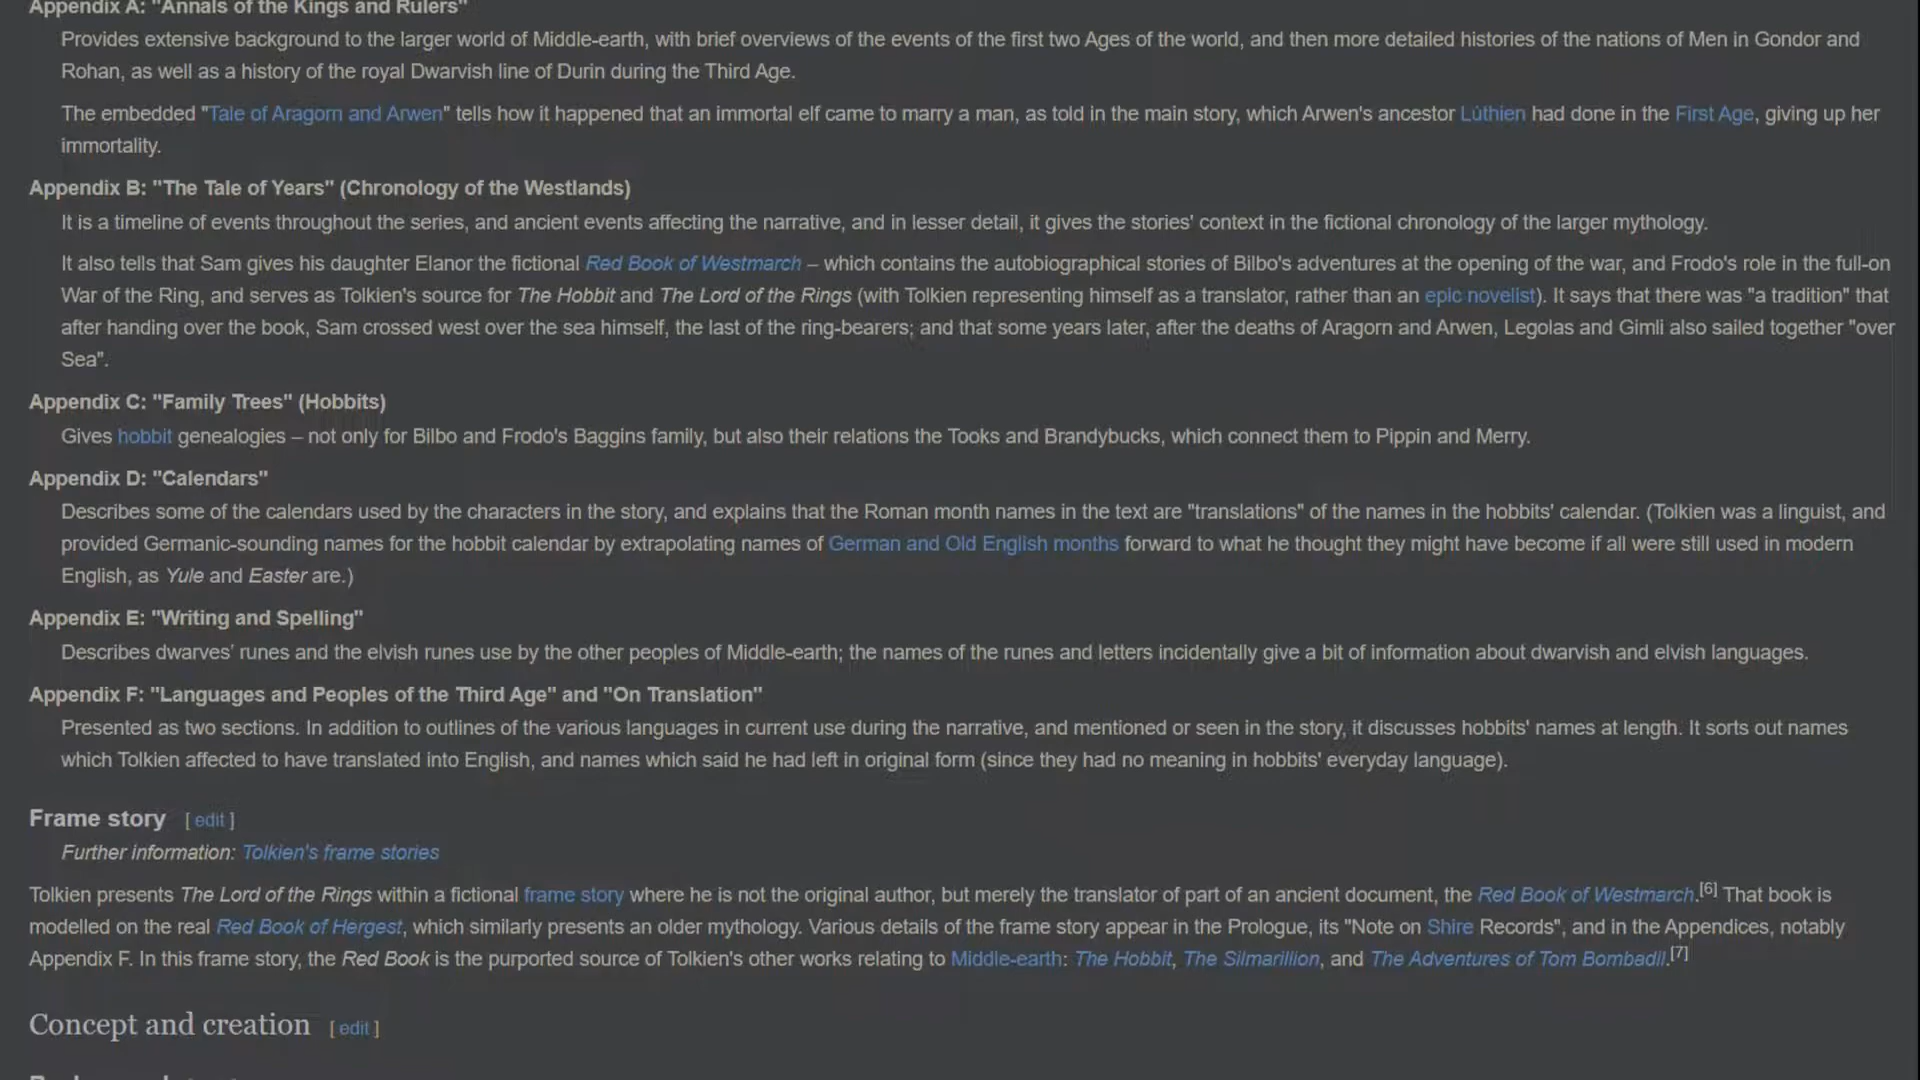 Appendix A: "Annals of the Kings and Rulers"
Provides extensive background to the larger world of Middle-earth, with brief overviews of the events of the first two Ages of the world, and then more detailed histories of the nations of Men in Gondor and
Rohan, as well as a history of the royal Dwarvish line of Durin during the Third Age.
The embedded "Tale of Aragorn and Arwen" tells how it happened that an immortal elf came to marry a man, as told in the main story, which Arwen's ancestor Lúthien had done in the First Age, giving up her
immortality.
Appendix B: "The Tale of Years" (Chronology of the Westlands)
It is a timeline of events throughout the series, and ancient events affecting the narrative, and in lesser detail, it gives the stories' context in the fictional chronology of the larger mythology.
It also tells that Sam gives his daughter Elanor the fictional Red Book of Westmarch – which contains the autobiographical stories of Bilbo's adventures at the opening of the war, and Frodo's role in the full-on
War of the Ring, and serves as Tolkien's source for The Hobbit and The Lord of the Rings (with Tolkien representing himself as a translator, rather than an epic novelist). It says that there was "a tradition" that
after handing over the book, Sam crossed west over the sea himself, the last of the ring-bearers; and that some years later, after the deaths of Aragorn and Arwen, Legolas and Gimli also sailed together "over
Sea".
Appendix C: "Family Trees" (Hobbits)
Gives hobbit genealogies – not only for Bilbo and Frodo's Baggins family, but also their relations the Tooks and Brandybucks, which connect them to Pippin and Merry.
Appendix D: "Calendars"
Describes some of the calendars used by the characters in the story, and explains that the Roman month names in the text are "translations" of the names in the hobbits' calendar. (Tolkien was a linguist, and
provided Germanic-sounding names for the hobbit calendar by extrapolating names of German and Old English months forward to what he thought they might have become if all were still used in modern
English, as Yule and Easter are.)
Appendix E: "Writing and Spelling"
Describes dwarves' runes and the elvish runes use by the other peoples of Middle-earth; the names of the runes and letters incidentally give a bit of information about dwarvish and elvish languages.
Appendix F: "Languages and Peoples of the Third Age" and "On Translation"
Presented as two sections. In addition to outlines of the various languages in current use during the narrative, and mentioned or seen in the story, it discusses hobbits' names at length. It sorts out names
which Tolkien affected to have translated into English, and names which said he had left in original form (since they had no meaning in hobbits' everyday language).
Frame story [ edit ]
Further information: Tolkien's frame stories
Tolkien presents The Lord of the Rings within a fictional frame story where he is not the original author, but merely the translator of part of an ancient document, the Red Book of Westmarch.[6] That book is
modelled on the real Red Book of Hergest, which similarly presents an older mythology. Various details of the frame story appear in the Prologue, its "Note on Shire Records", and in the Appendices, notably
Appendix F. In this frame story, the Red Book is the purported source of Tolkien's other works relating to Middle-earth: The Hobbit, The Silmarillion, and The Adventures of Tom Bombadil.[7]
Concept and creation [ edit ]